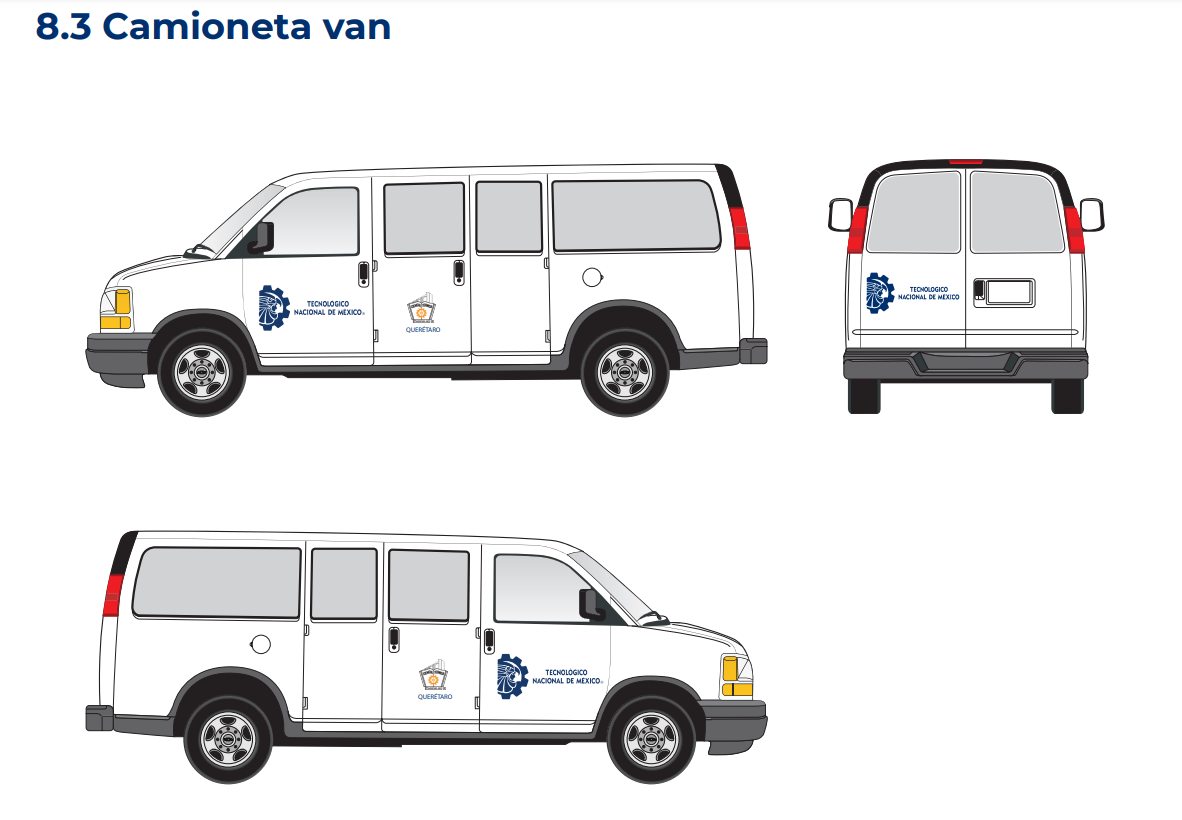 8.3 Camioneta van
TECNOLÓGICO
NACIONAL DE MÉXICO®
QUERÉTARO
TECNOLÓGICO
NACIONAL DE MÉXICO
TECNOLÓGICO
NACIONAL DE MÉXICO®
QUERÉTARO